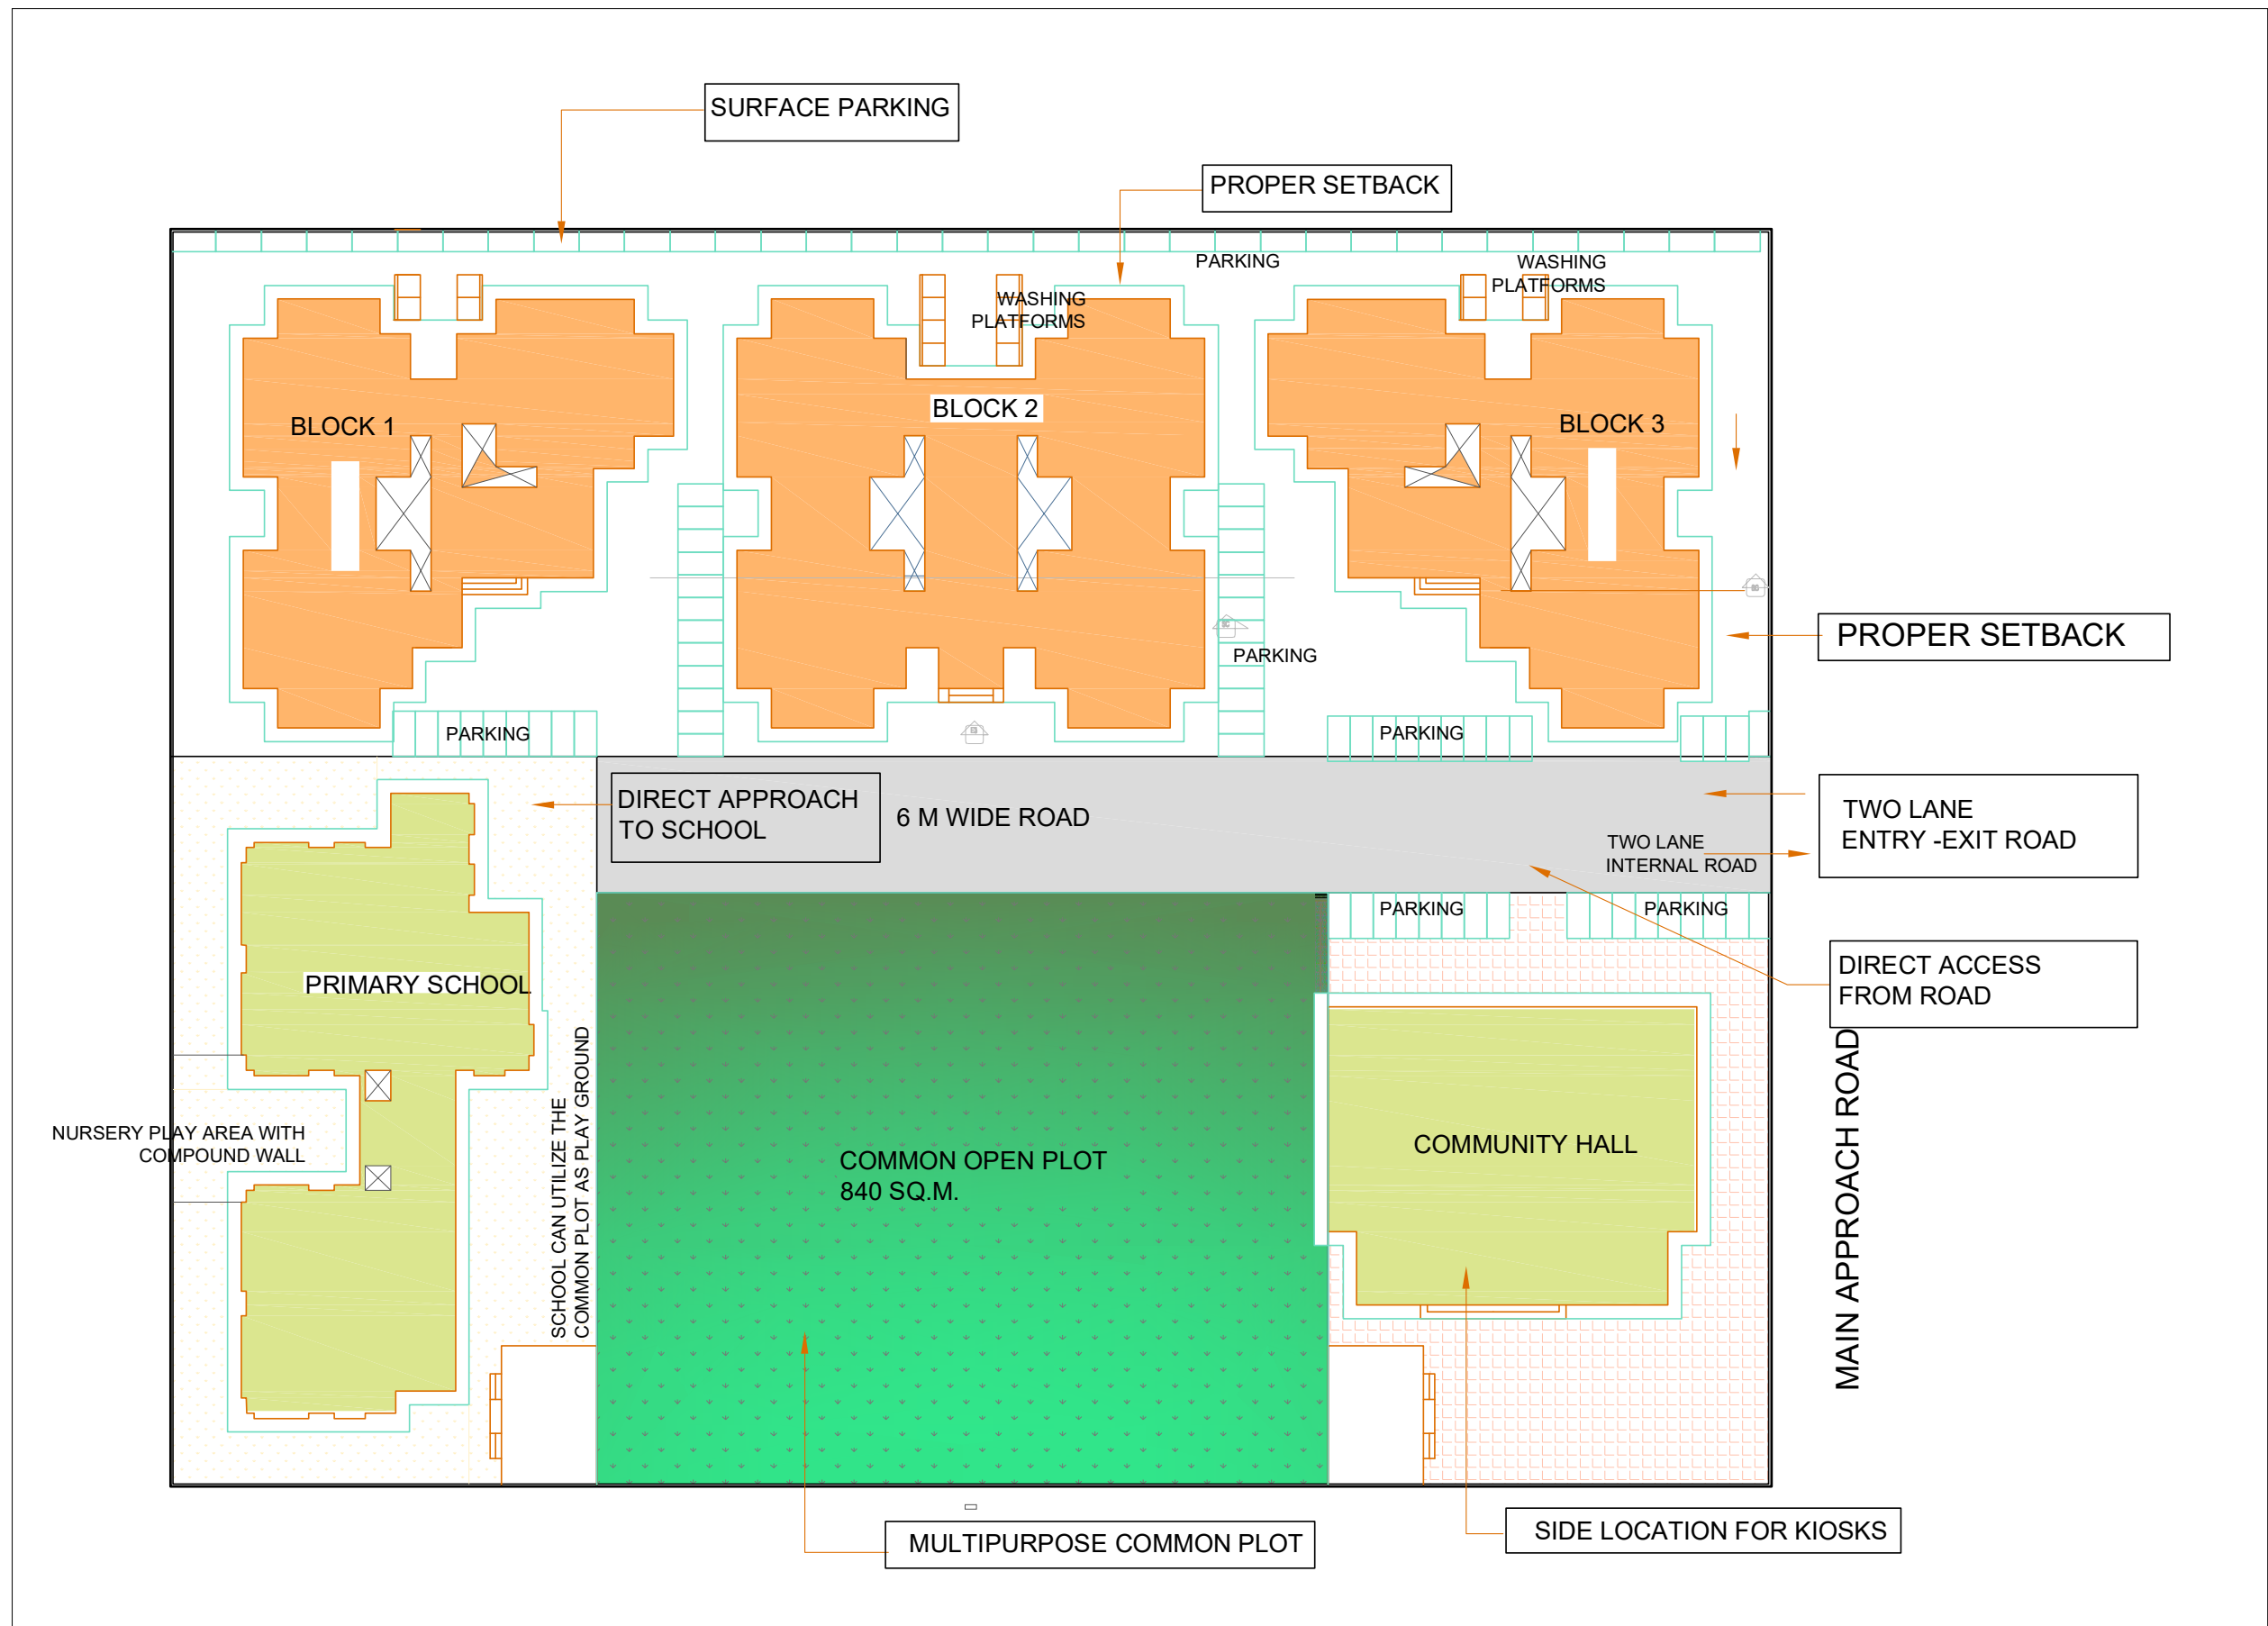 SURFACE PARKING
PROPER SETBACK
PARKING
WASHING
PLATFORMS
WASHING
PLATFORMS
BLOCK 1
BLOCK 2
BLOCK 3
PROPER SETBACK
PARKING
PARKING
PARKING
DIRECT APPROACH
TO SCHOOL
6 M WIDE ROAD
TWO LANE
INTERNAL ROAD
TWO LANE
ENTRY -EXIT ROAD
PARKING
PARKING
DIRECT ACCESS
FROM ROAD
PRIMARY SCHOOL
SCHOOL CAN UTILIZE THE
COMMON PLOT AS PLAY GROUND
NURSERY PLAY AREA WITH
COMPOUND WALL
COMMON OPEN PLOT
840 SQ.M.
COMMUNITY HALL
MAIN APPROACH ROAD
MULTIPURPOSE COMMON PLOT
SIDE LOCATION FOR KIOSKS